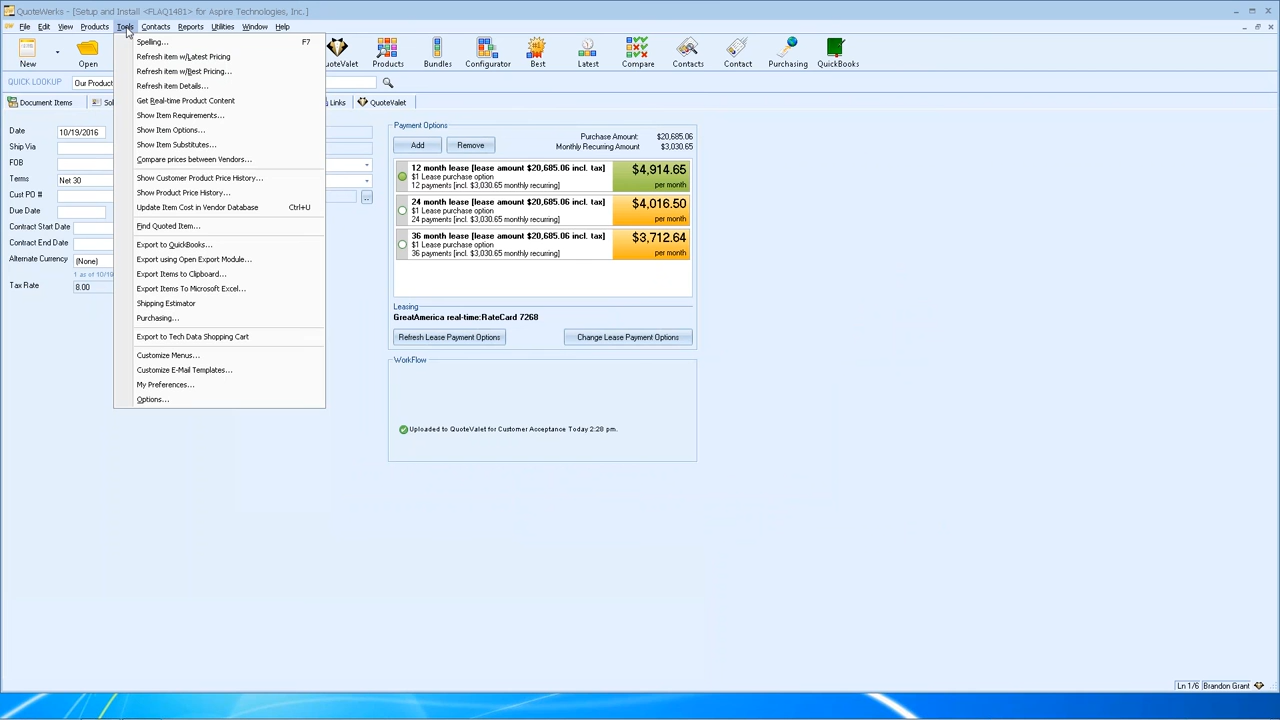 QuoteWerks - [Setup and Install <FLAQ1481> for Aspire Technologies, Inc.]
File Edit View Products Tools Contacts Reports Utilities Window Help
New Open QuoteValet Products Bundles Configurator Best Latest Compare Contacts Contact Purchasing QuickBooks
QUICK LOOKUP Our Product
Document Items Links QuoteValet
Spelling... F7
Refresh item w/Latest Pricing
Refresh item w/Best Pricing...
Refresh item Details...
Get Real-time Product Content
Show Item Requirements...
Show Item Options...
Show Item Substitutes...
Compare prices between Vendors...
Show Customer Product Price History...
Show Product Price History...
Update Item Cost in Vendor Database Ctrl+U
Find Quoted Item...
Export to QuickBooks...
Export using Open Export Module...
Export Items to Clipboard...
Export Items To Microsoft Excel...
Shipping Estimator
Purchasing...
Export to Tech Data Shopping Cart
Customize Menus...
Customize E-Mail Templates...
My Preferences...
Options...
Date 10/19/2016
Ship Via
FOB
Terms Net 30
Cust PO #
Due Date
Contract Start Date
Contract End Date
Alternate Currency (None)
1 as of 10/19
Tax Rate 8.00
Payment Options
Add Remove
Purchase Amount: $20,685.06
Monthly Recurring Amount: $3,030.65
12 month lease [lease amount $20,685.06 incl. tax] $4,914.65
$1 Lease purchase option
12 payments [incl. $3,030.65 monthly recurring] per month
24 month lease [lease amount $20,685.06 incl. tax] $4,016.50
$1 Lease purchase option
24 payments [incl. $3,030.65 monthly recurring] per month
36 month lease [lease amount $20,685.06 incl. tax] $3,712.64
$1 Lease purchase option
36 payments [incl. $3,030.65 monthly recurring] per month
Leasing
GreatAmerica real-time:RateCard 7268
Refresh Lease Payment Options Change Lease Payment Options
WorkFlow
Uploaded to QuoteValet for Customer Acceptance Today 2:28 pm.
Ln 1/6 Brandon Grant